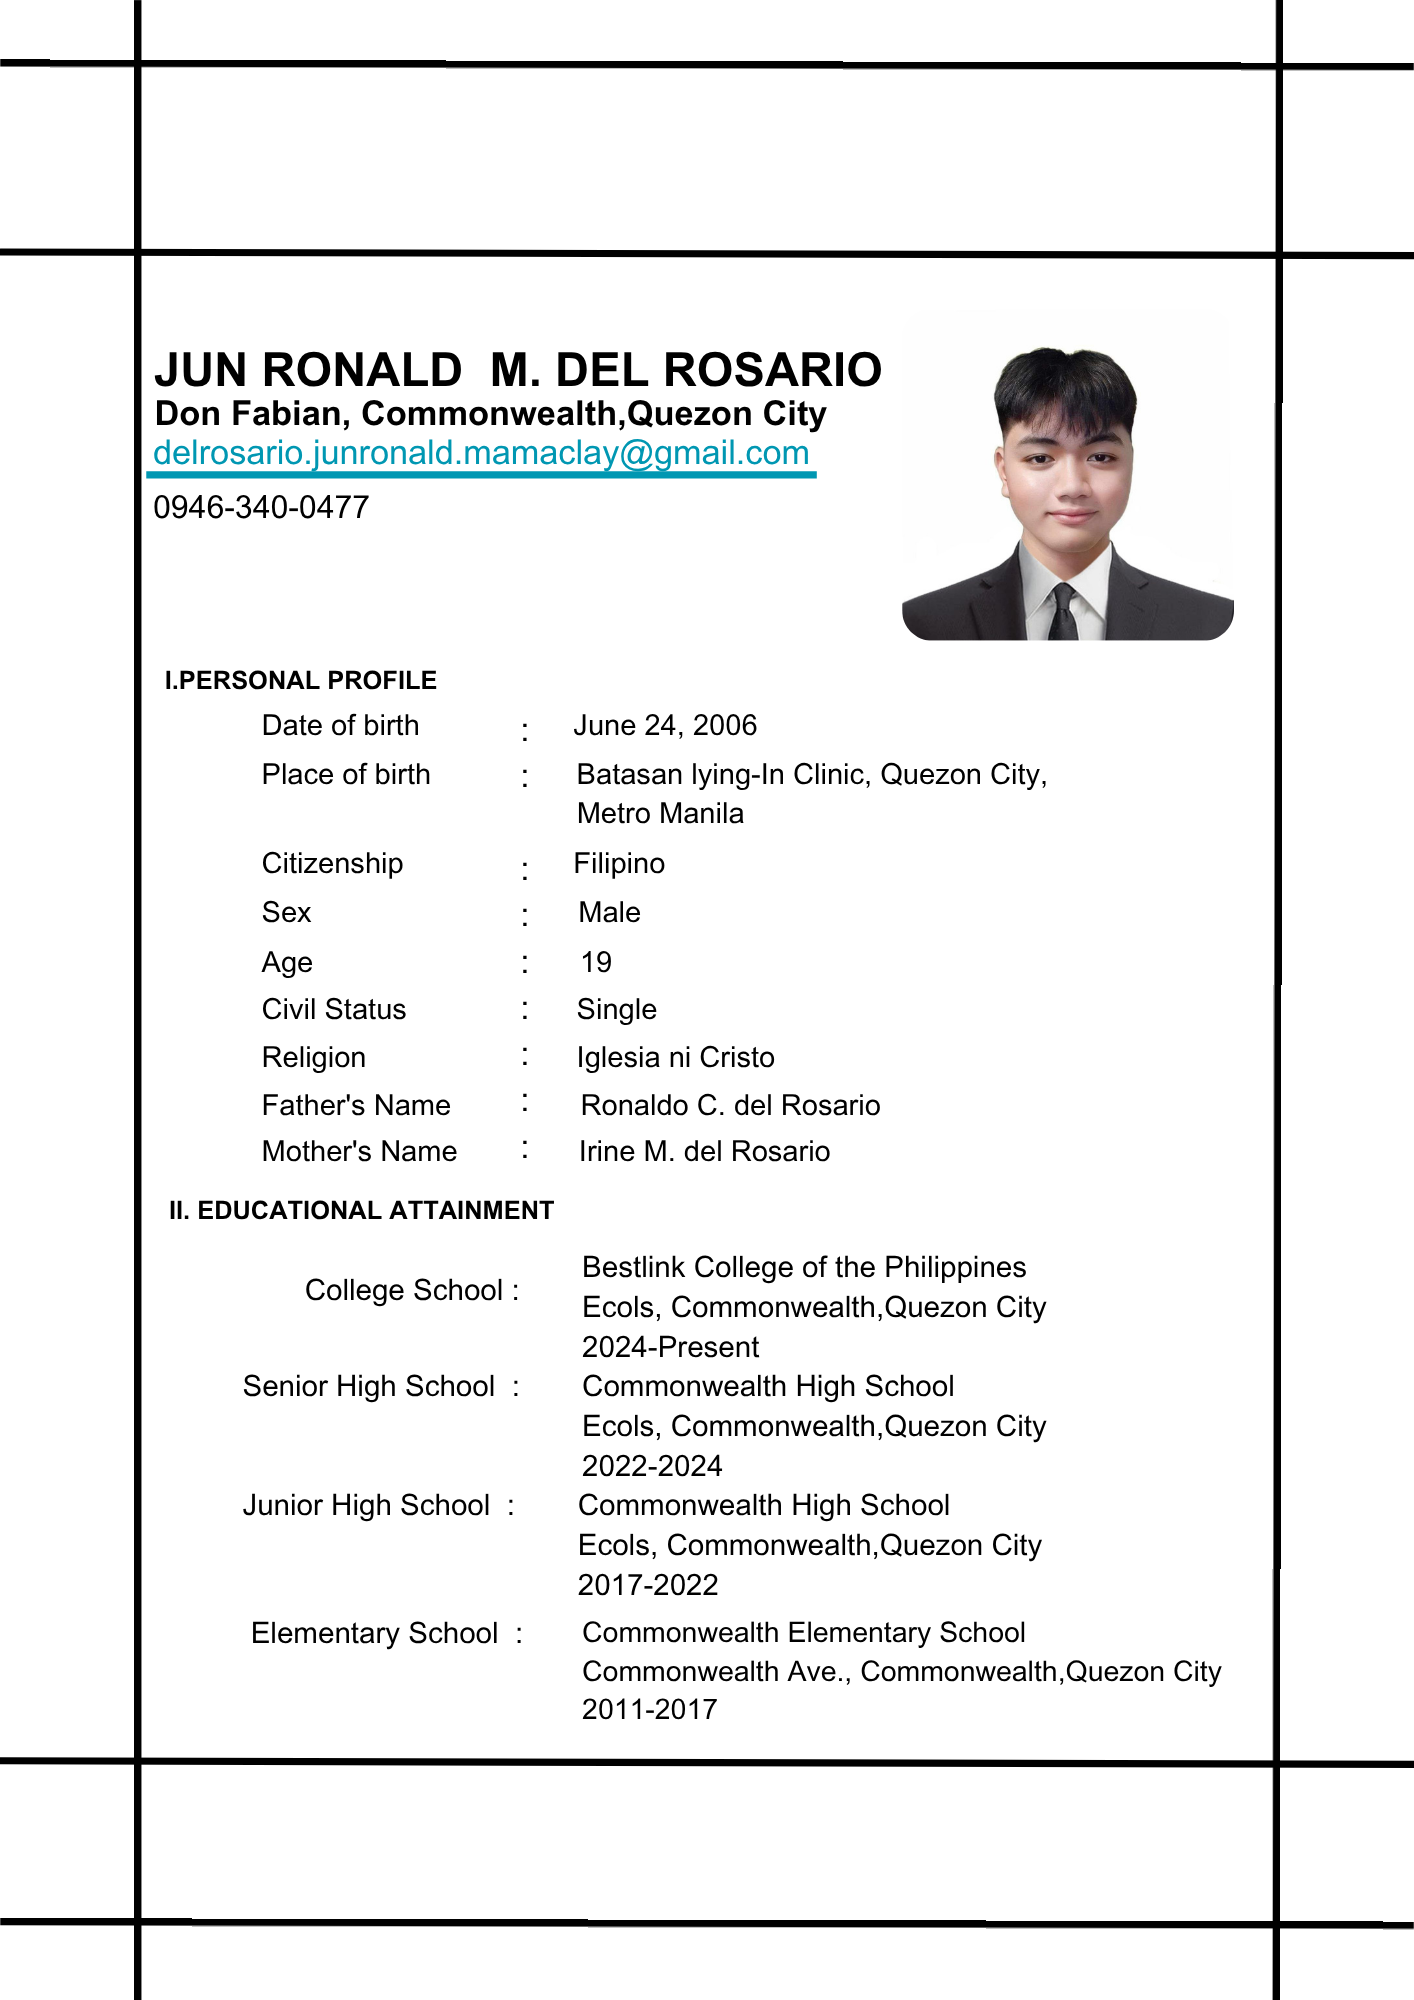 JUN RONALD M. DEL ROSARIO
Don Fabian, Commonwealth,Quezon City
delrosario.junronald.mamaclay@gmail.com
0946-340-0477
I.PERSONAL PROFILE
Date of birth : June 24, 2006
Place of birth : Batasan lying-In Clinic, Quezon City,
Metro Manila
Citizenship : Filipino
Sex : Male
Age : 19
Civil Status : Single
Religion : Iglesia ni Cristo
Father's Name : Ronaldo C. del Rosario
Mother's Name : Irine M. del Rosario
II. EDUCATIONAL ATTAINMENT
College School : Bestlink College of the Philippines
Ecols, Commonwealth,Quezon City
2024-Present
Senior High School : Commonwealth High School
Ecols, Commonwealth,Quezon City
2022-2024
Junior High School : Commonwealth High School
Ecols, Commonwealth,Quezon City
2017-2022
Elementary School : Commonwealth Elementary School
Commonwealth Ave., Commonwealth,Quezon City
2011-2017